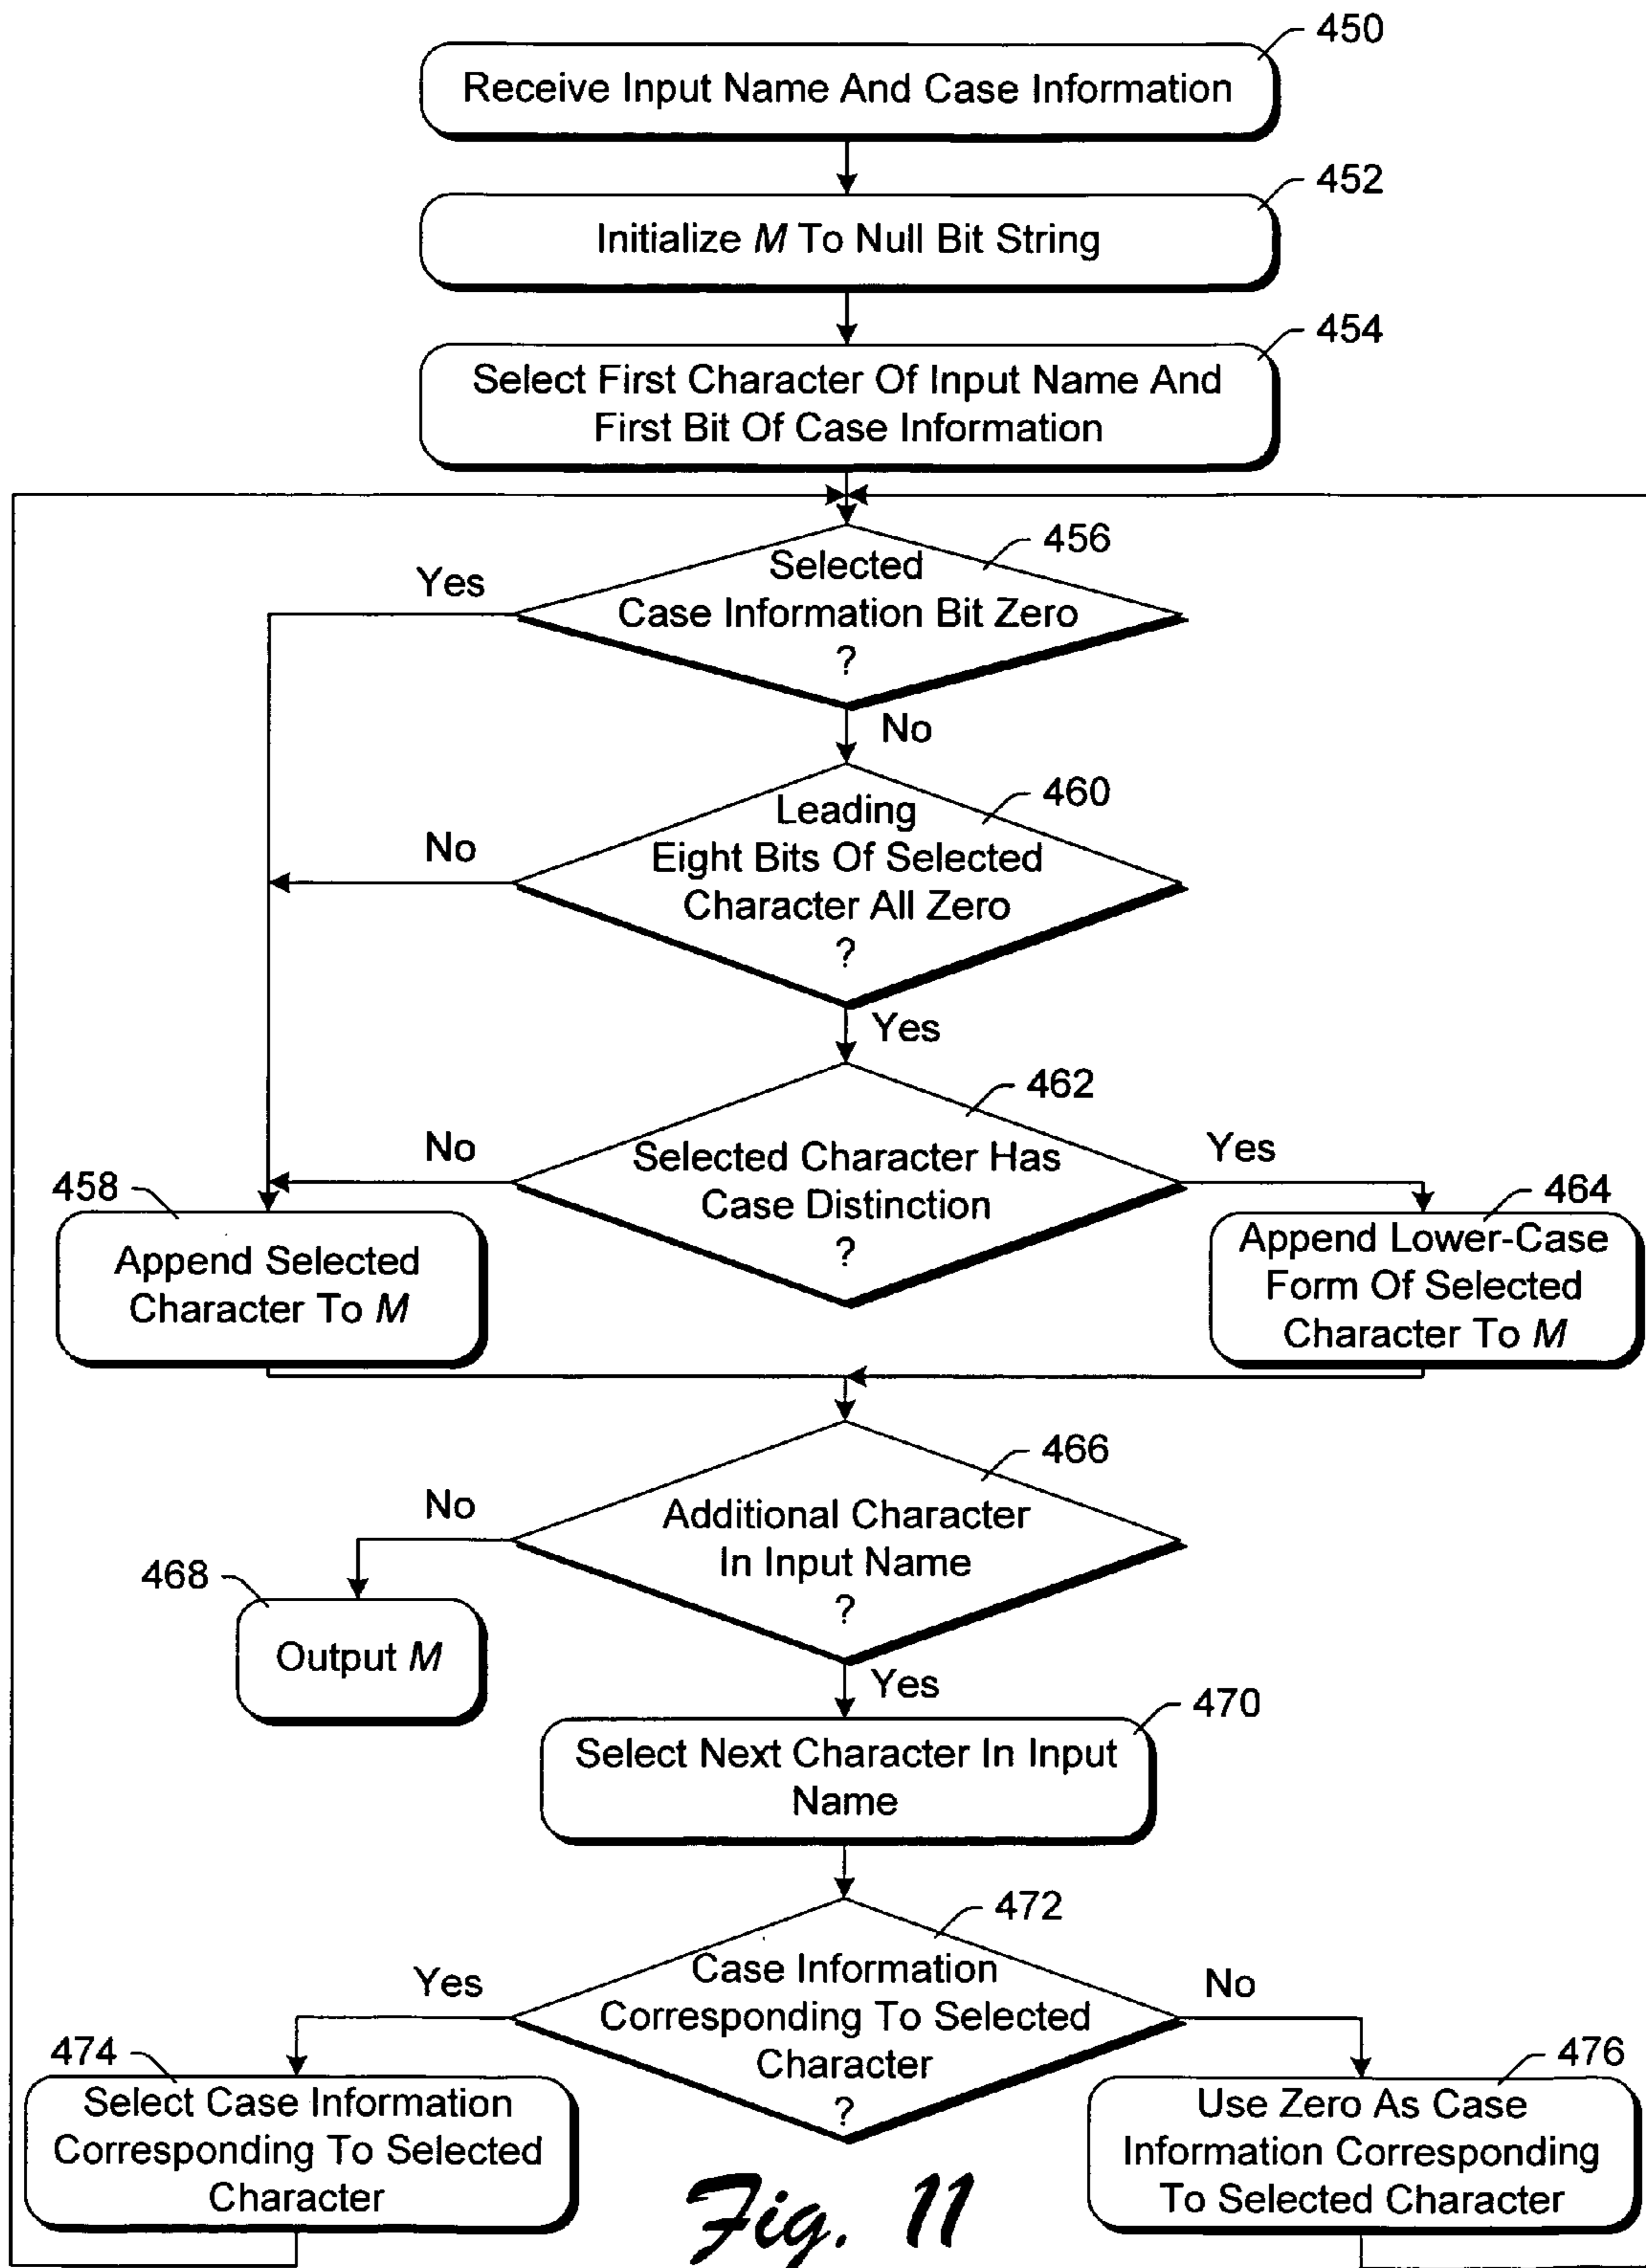 450
Receive Input Name And Case Information
452
Initialize M To Null Bit String
454
Select First Character Of Input Name And
First Bit Of Case Information
456
Selected
Case Information Bit Zero
?
Yes
No
460
Leading
Eight Bits Of Selected
Character All Zero
?
No
Yes
462
Selected Character Has
Case Distinction
?
No
Yes
458
Append Selected
Character To M
464
Append Lower-Case
Form Of Selected
Character To M
466
Additional Character
In Input Name
?
No
468
Output M
Yes
470
Select Next Character In Input
Name
472
Case Information
Corresponding To Selected
Character
?
Yes
No
474
Select Case Information
Corresponding To Selected
Character
476
Use Zero As Case
Information Corresponding
To Selected Character
Fig. 11